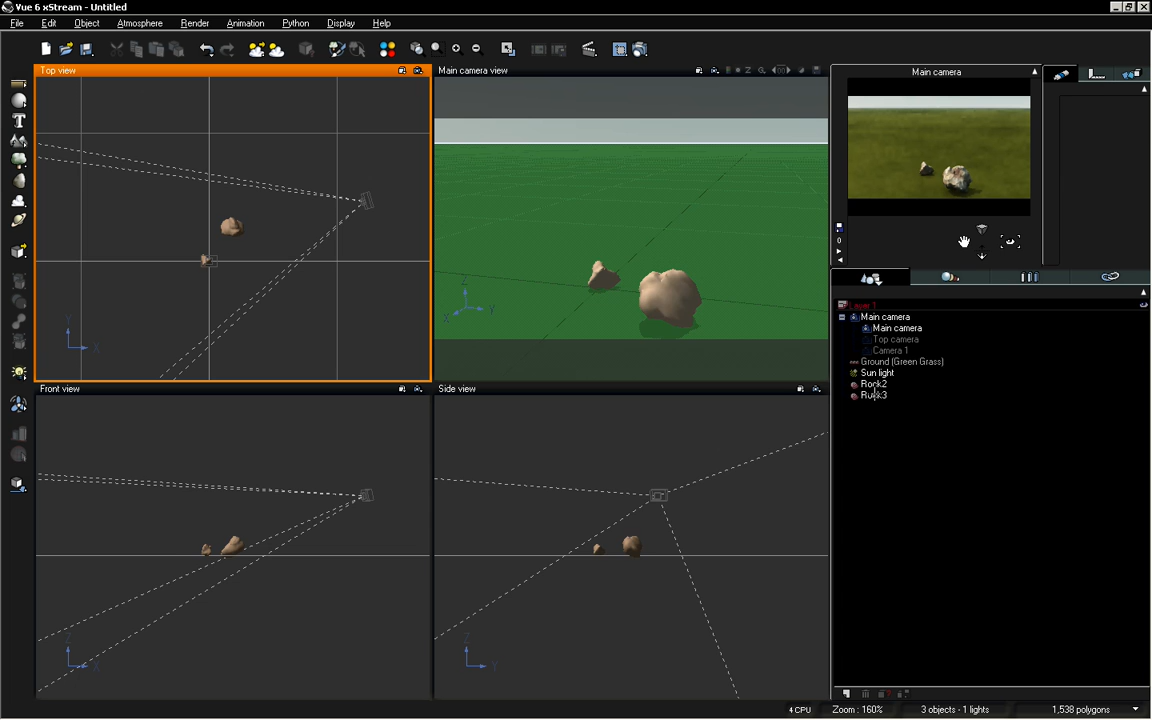 Vue 6 xStream - Untitled
File Edit Object Atmosphere Render Animation Python Display Help
Top view
Main camera view
Main camera
Layer 1
Main camera
Main camera
Top camera
Camera 1
Ground (Green Grass)
Sun light
Rock2
Rock3
Front view
Side view
4 CPU Zoom : 160% 3 objects - 1 lights 1,538 polygons